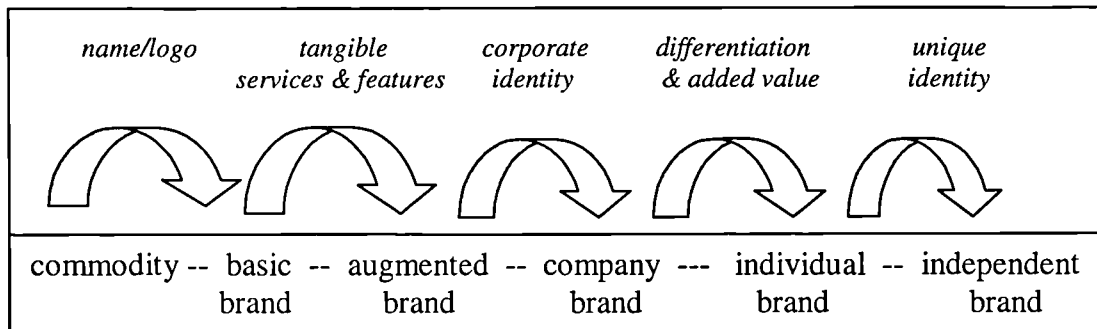 name/logo tangible corporate differentiation unique
services & features identity & added value identity
commodity -- basic -- augmented -- company --- individual -- independent
brand brand brand brand brand